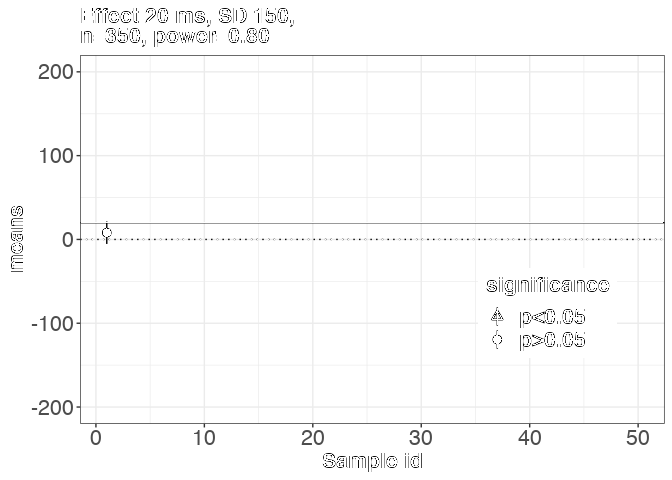 Effect 20 ms, SD 150,
n=350, power=0.80
200
100
0
-100
-200
means
significance
p<0.05
p>0.05
0 10 20 30 40 50
Sample id